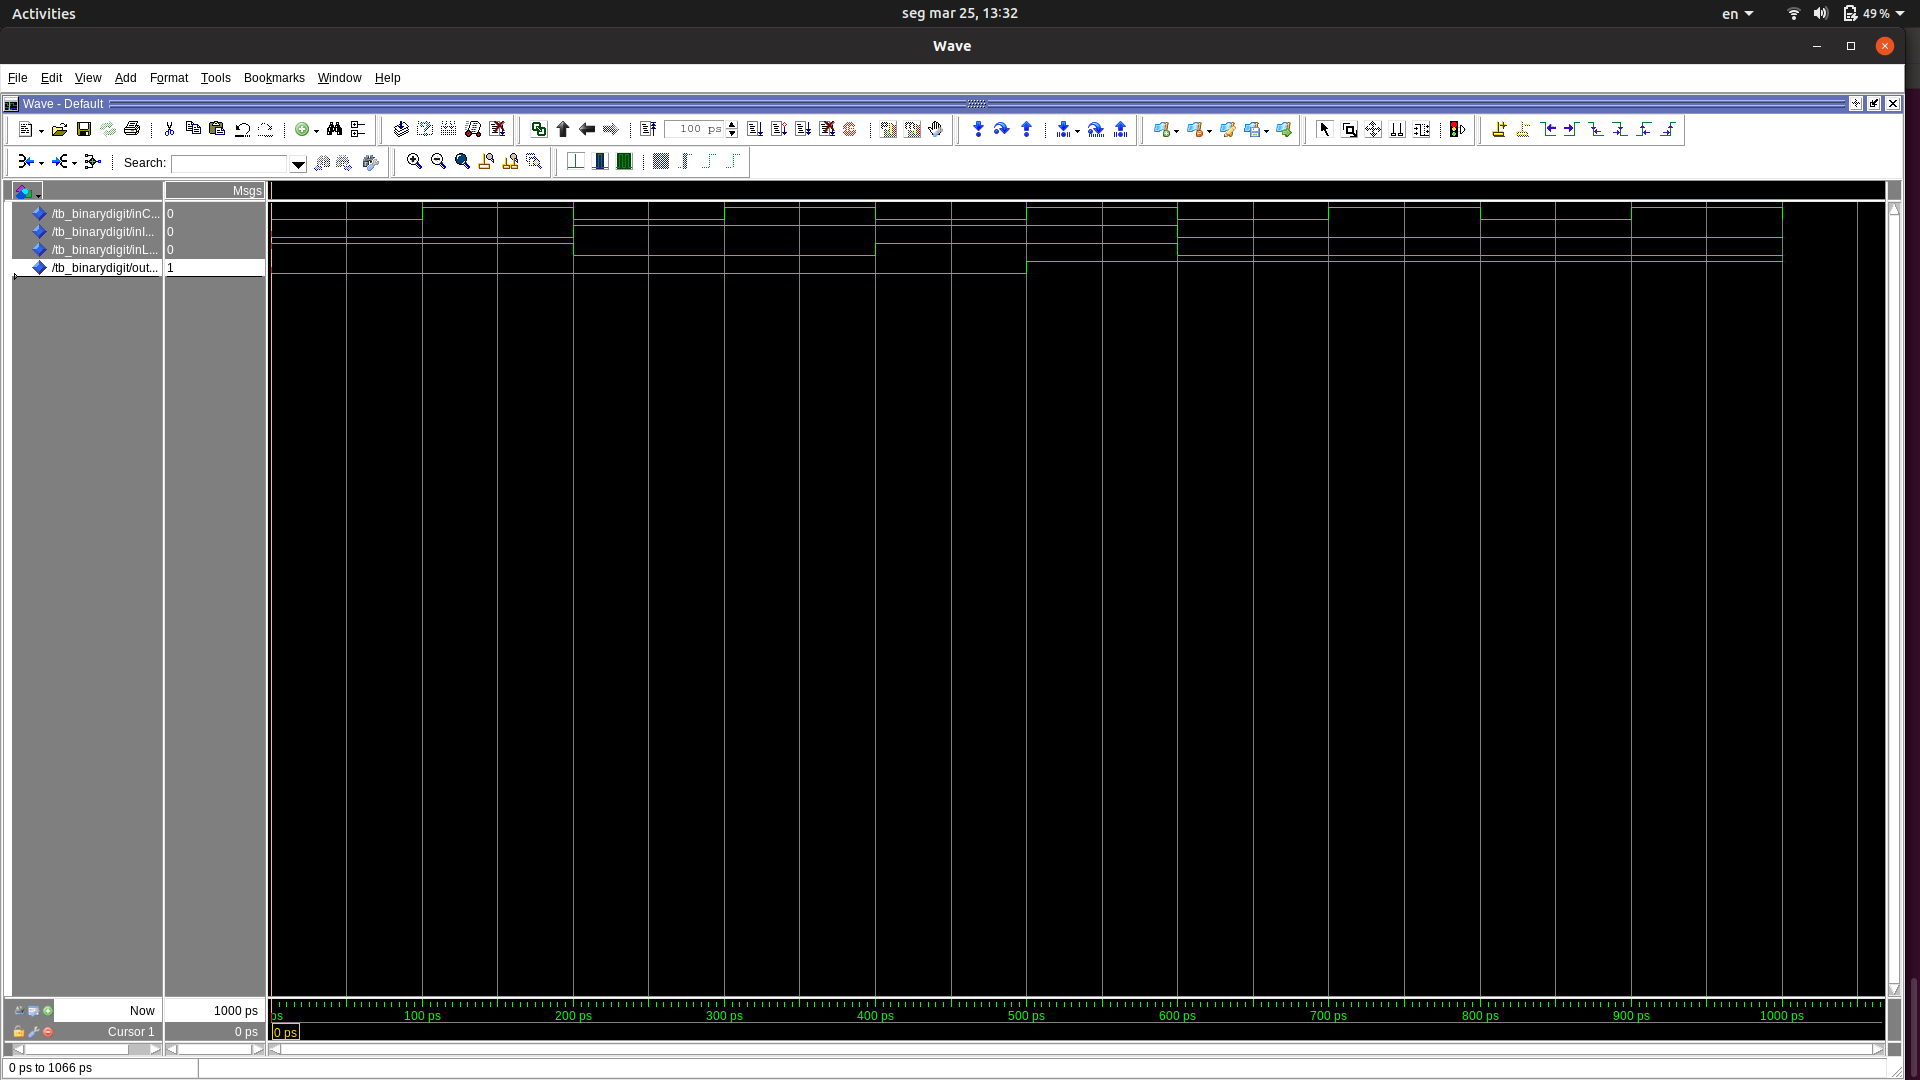 Activities seg mar 25, 13:32 en 49 %
Wave
File Edit View Add Format Tools Bookmarks Window Help
Wave - Default
100 ps
Search:
Msgs
/tb_binarydigit/inC... 0
/tb_binarydigit/inI... 0
/tb_binarydigit/inL... 0
/tb_binarydigit/out... 1
Now 1000 ps
100 ps 200 ps 300 ps 400 ps 500 ps 600 ps 700 ps 800 ps 900 ps 1000 ps
Cursor 1 0 ps 0 ps
0 ps to 1066 ps